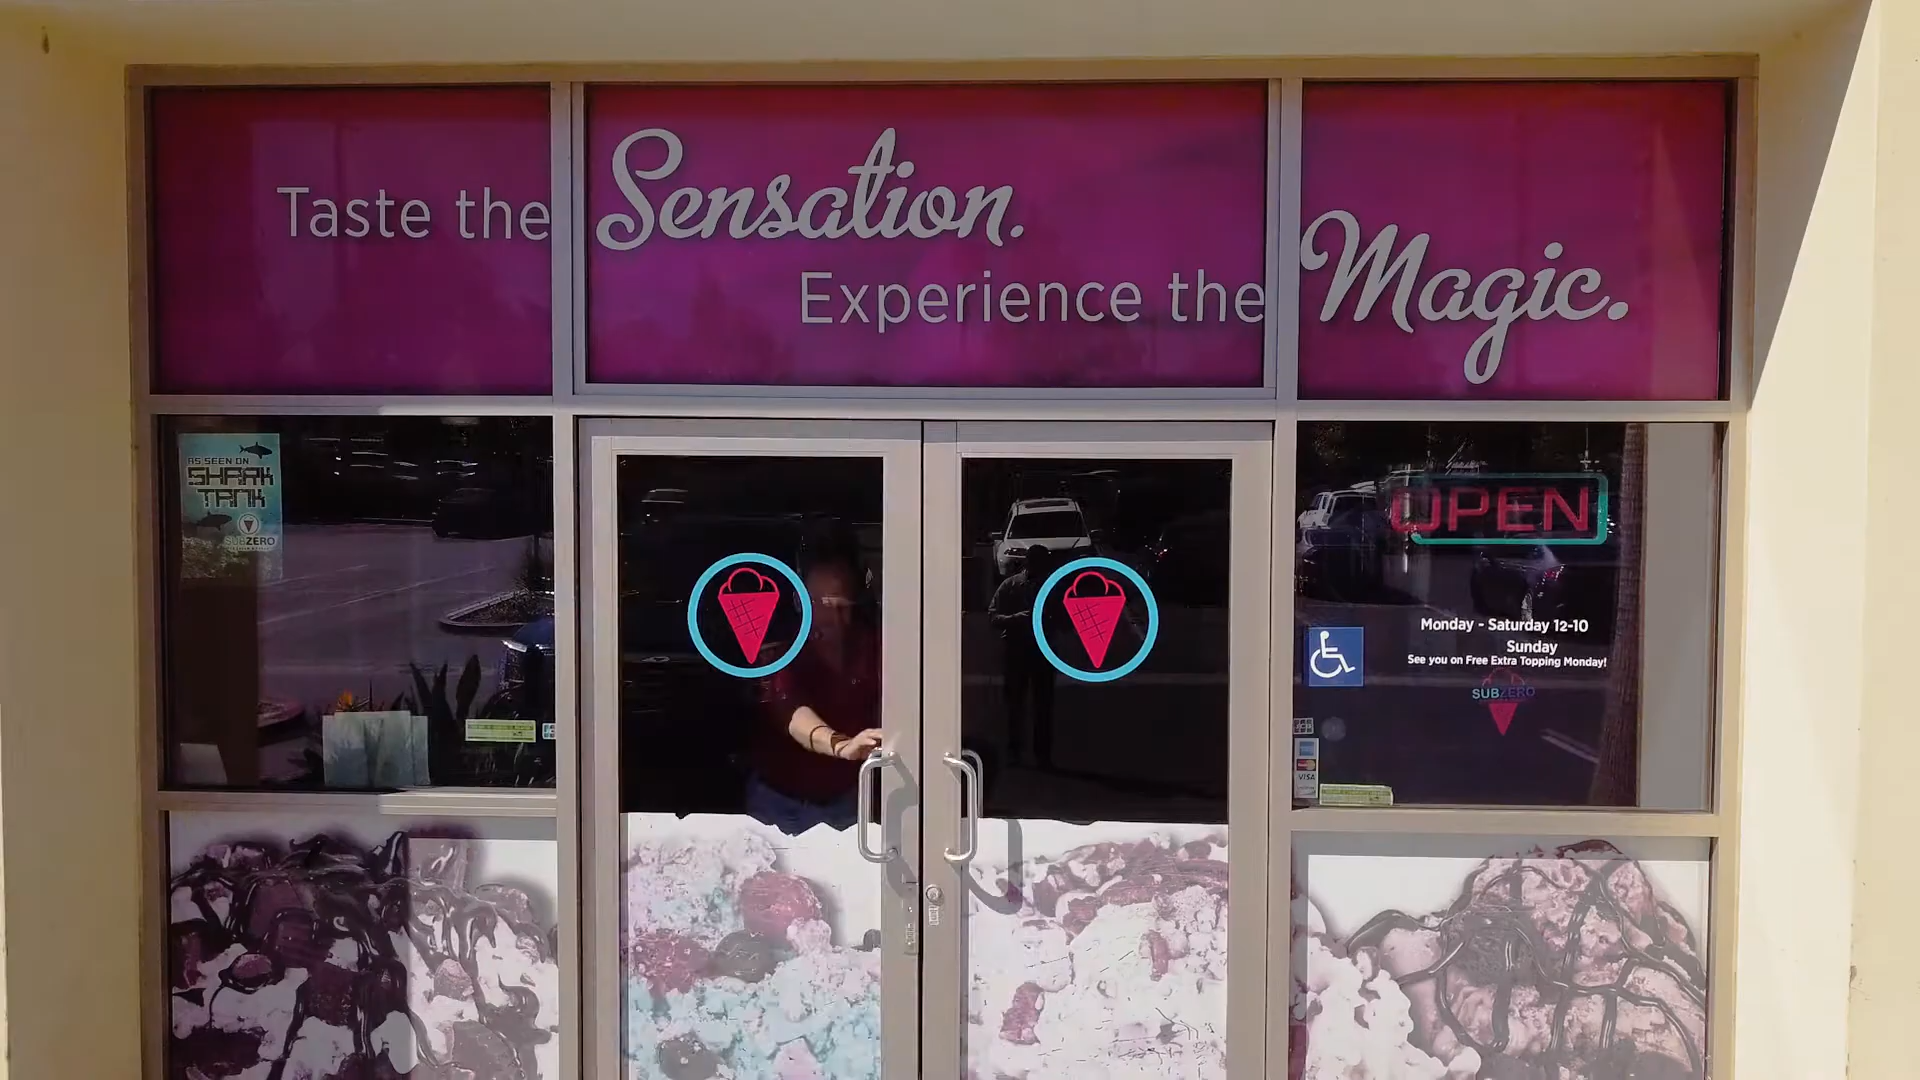 Taste the Sensation.
Experience the Magic.
AS SEEN ON
SHARK
TANK
SUBZERO
OPEN
Monday - Saturday 12-10
Sunday
See you on Free Extra Topping Monday!
SUBZERO
VISA